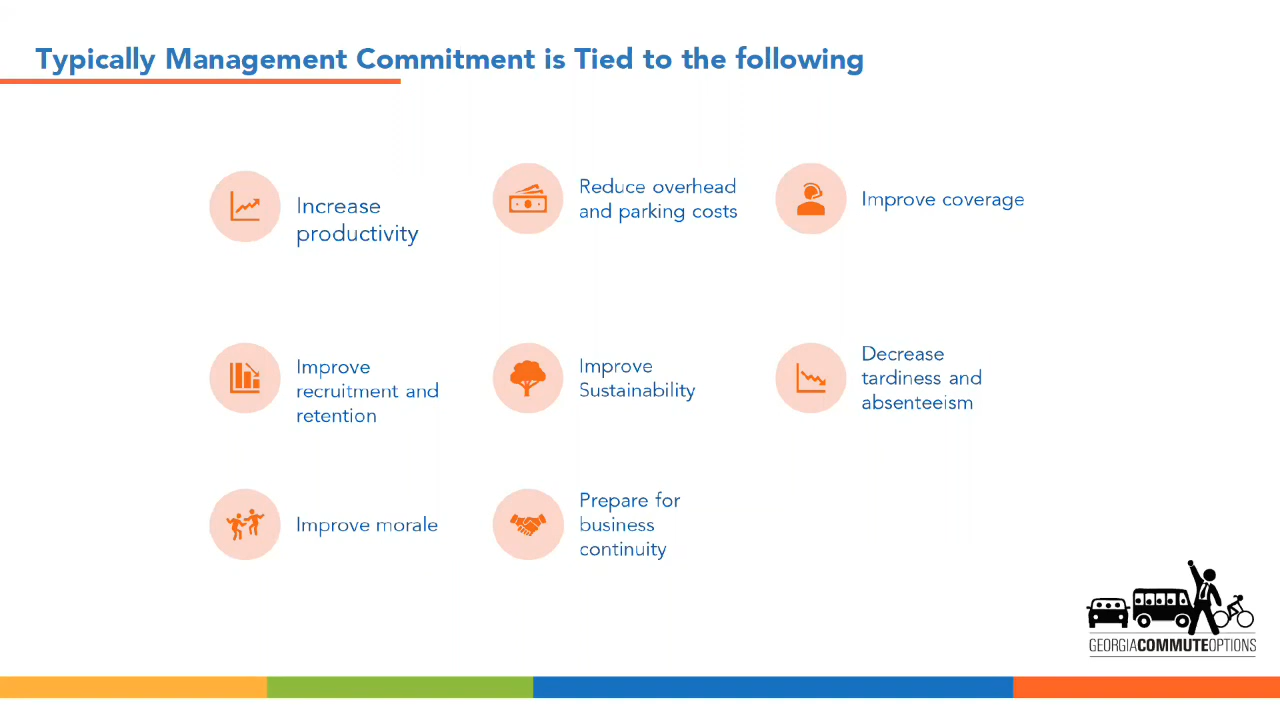 Typically Management Commitment is Tied to the following
Increase
productivity
Reduce overhead
and parking costs
Improve coverage
Improve
recruitment and
retention
Improve
Sustainability
Decrease
tardiness and
absenteeism
Improve morale
Prepare for
business
continuity
GEORGIACOMMUTEOPTIONS